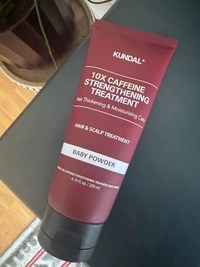 KUNDAL
10X CAFFEINE
STRENGTHENING
TREATMENT
Hair Thickening & Moisturizing Care
HAIR & SCALP TREATMENT
BABY POWDER